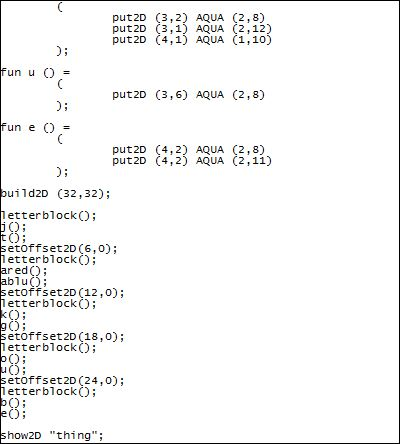 (
put2D (3,2) AQUA (2,8)
put2D (3,1) AQUA (2,12)
put2D (4,1) AQUA (1,10)
);
fun u () =
(
put2D (3,6) AQUA (2,8)
);
fun e () =
(
put2D (4,2) AQUA (2,8)
put2D (4,2) AQUA (2,11)
);
build2D (32,32);
letterblock();
j();
t();
setOffset2D(6,0);
letterblock();
ared();
ablu();
setOffset2D(12,0);
letterblock();
k();
g();
setOffset2D(18,0);
letterblock();
o();
u();
setOffset2D(24,0);
letterblock();
b();
e();
show2D "thing";